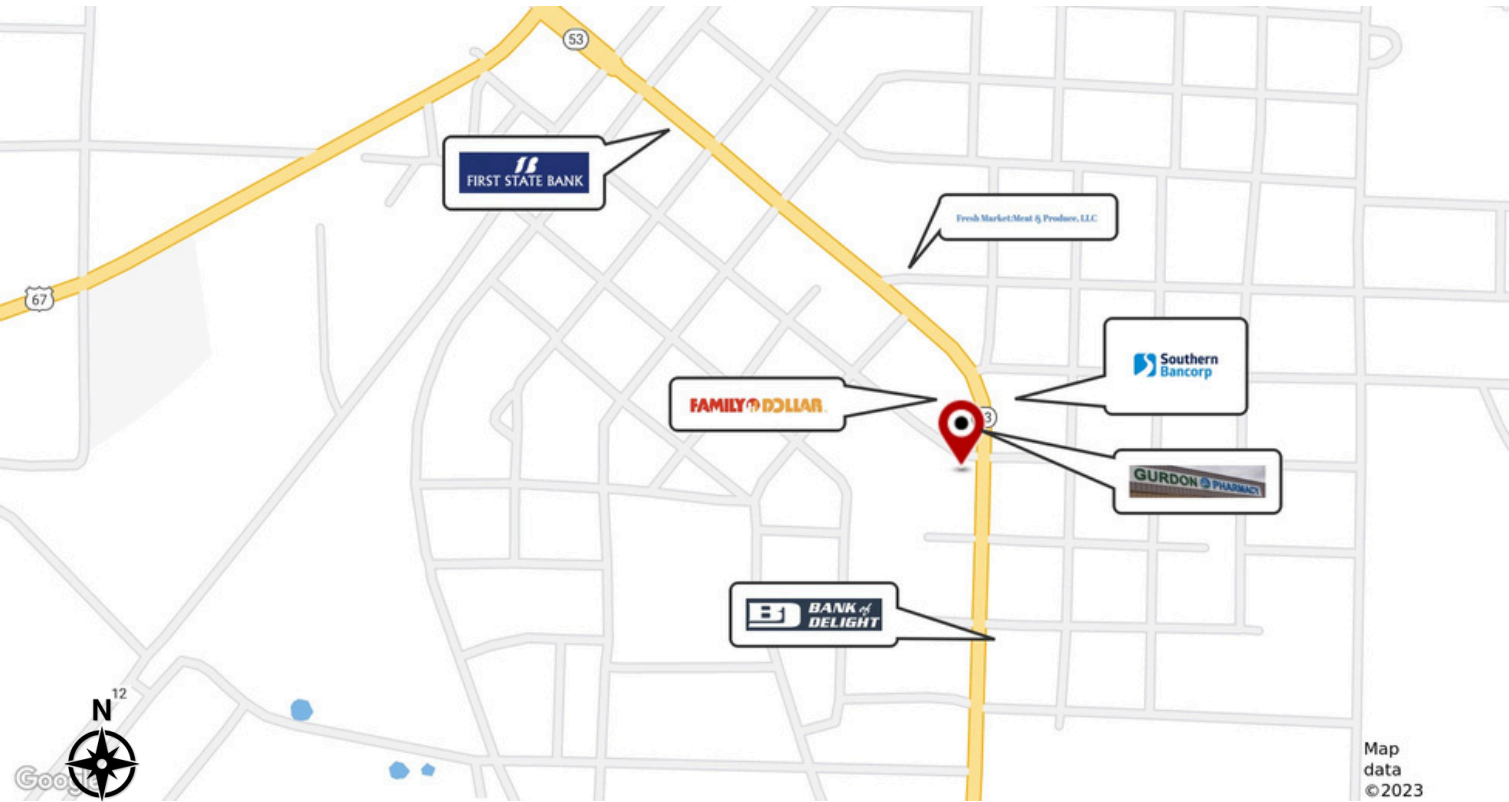 53
FIRST STATE BANK
Fresh Market:Meat & Produce, LLC
67
Southern
Bancorp
FAMILY DOLLAR
3
GURDON PHARMACY
BANK of
DELIGHT
12
N
Google
Map
data
©2023